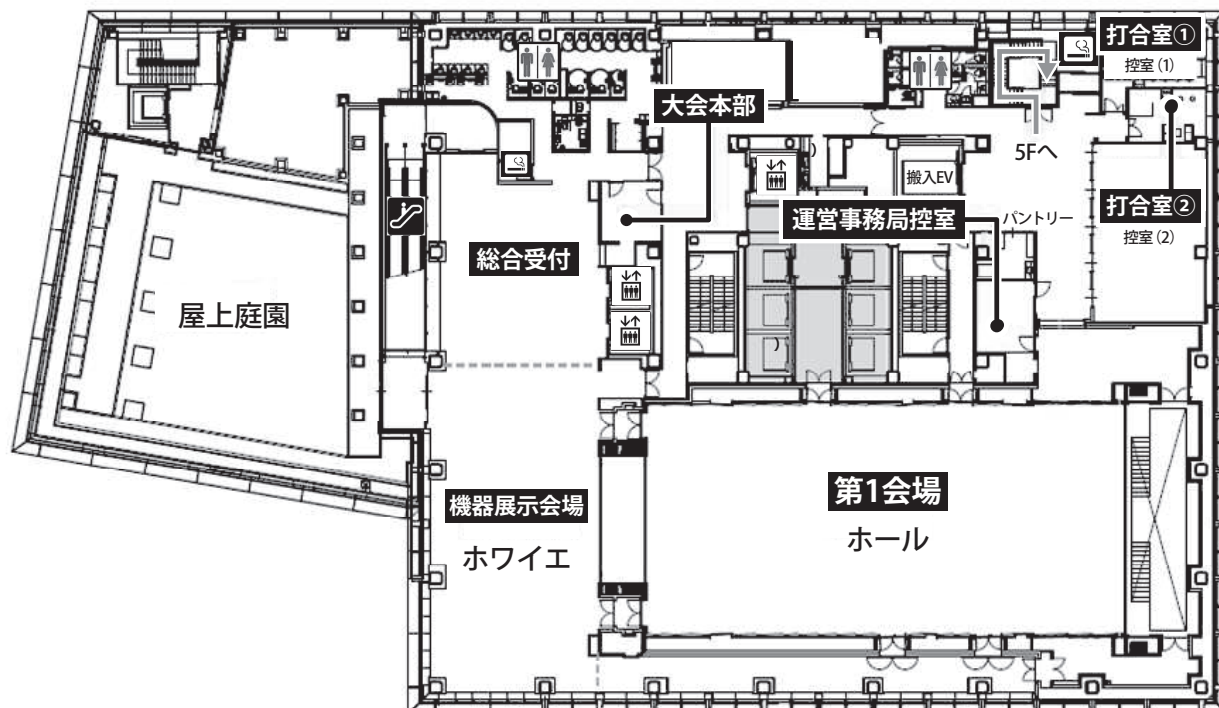 打合室①
控室(1)
大会本部
5Fへ
搬入EV
打合室②
控室(2)
運営事務局控室
パントリー
総合受付
屋上庭園
機器展示会場
ホワイエ
第1会場
ホール